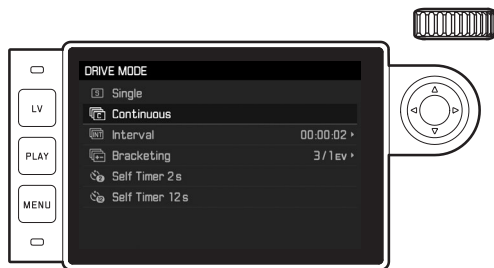 DRIVE MODE
S Single
C Continuous
INT Interval 00:00:02
Bracketing 3/1EV
Self Timer 2s
Self Timer 12s
LV
PLAY
MENU